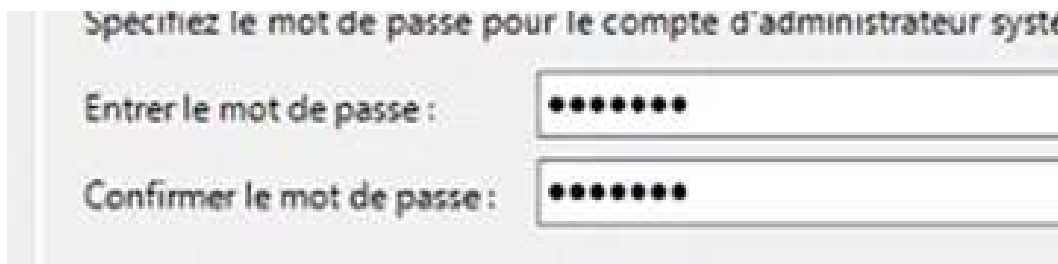 Spécifiez le mot de passe pour le compte d'administrateur
Entrer le mot de passe : •••••••
Confirmer le mot de passe : •••••••